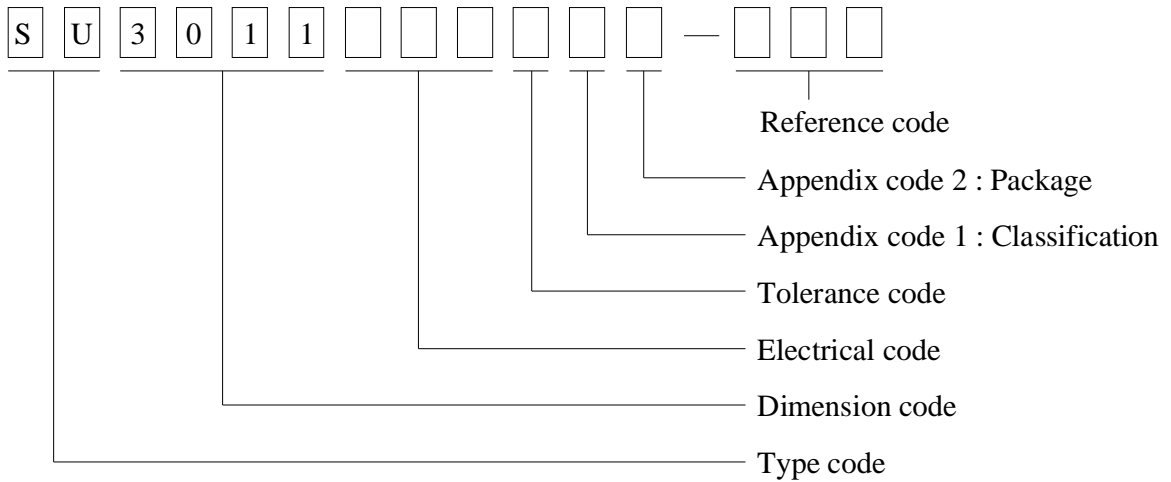 S U 3 0 1 1 —
Reference code
Appendix code 2 : Package
Appendix code 1 : Classification
Tolerance code
Electrical code
Dimension code
Type code